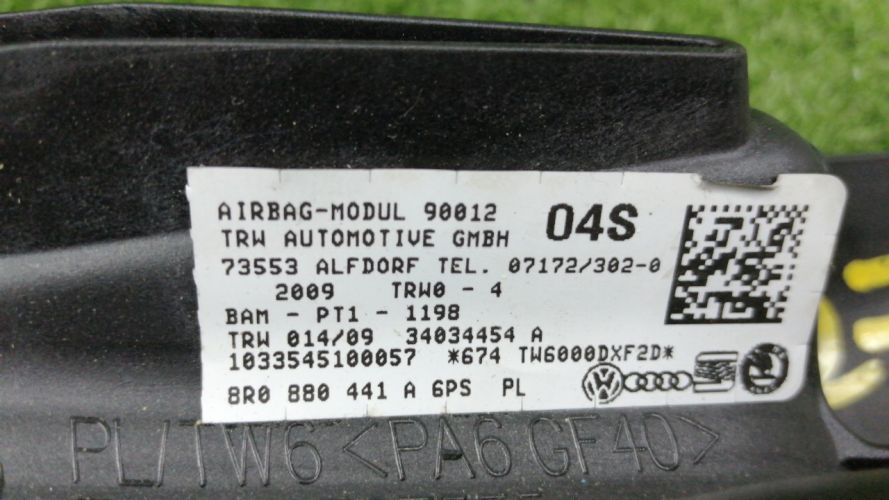 AIRBAG-MODUL 90012 04S
TRW AUTOMOTIVE GMBH
73553 ALFDORF TEL. 07172/302-0
2009 TRW0 - 4
BAM - PT1 - 1198
TRW 014/09 34034454 A
1033545100057 *674 TW6000DXF2D*
8R0 880 441 A 6PS PL
PL/TW6 <PA6 GF40>